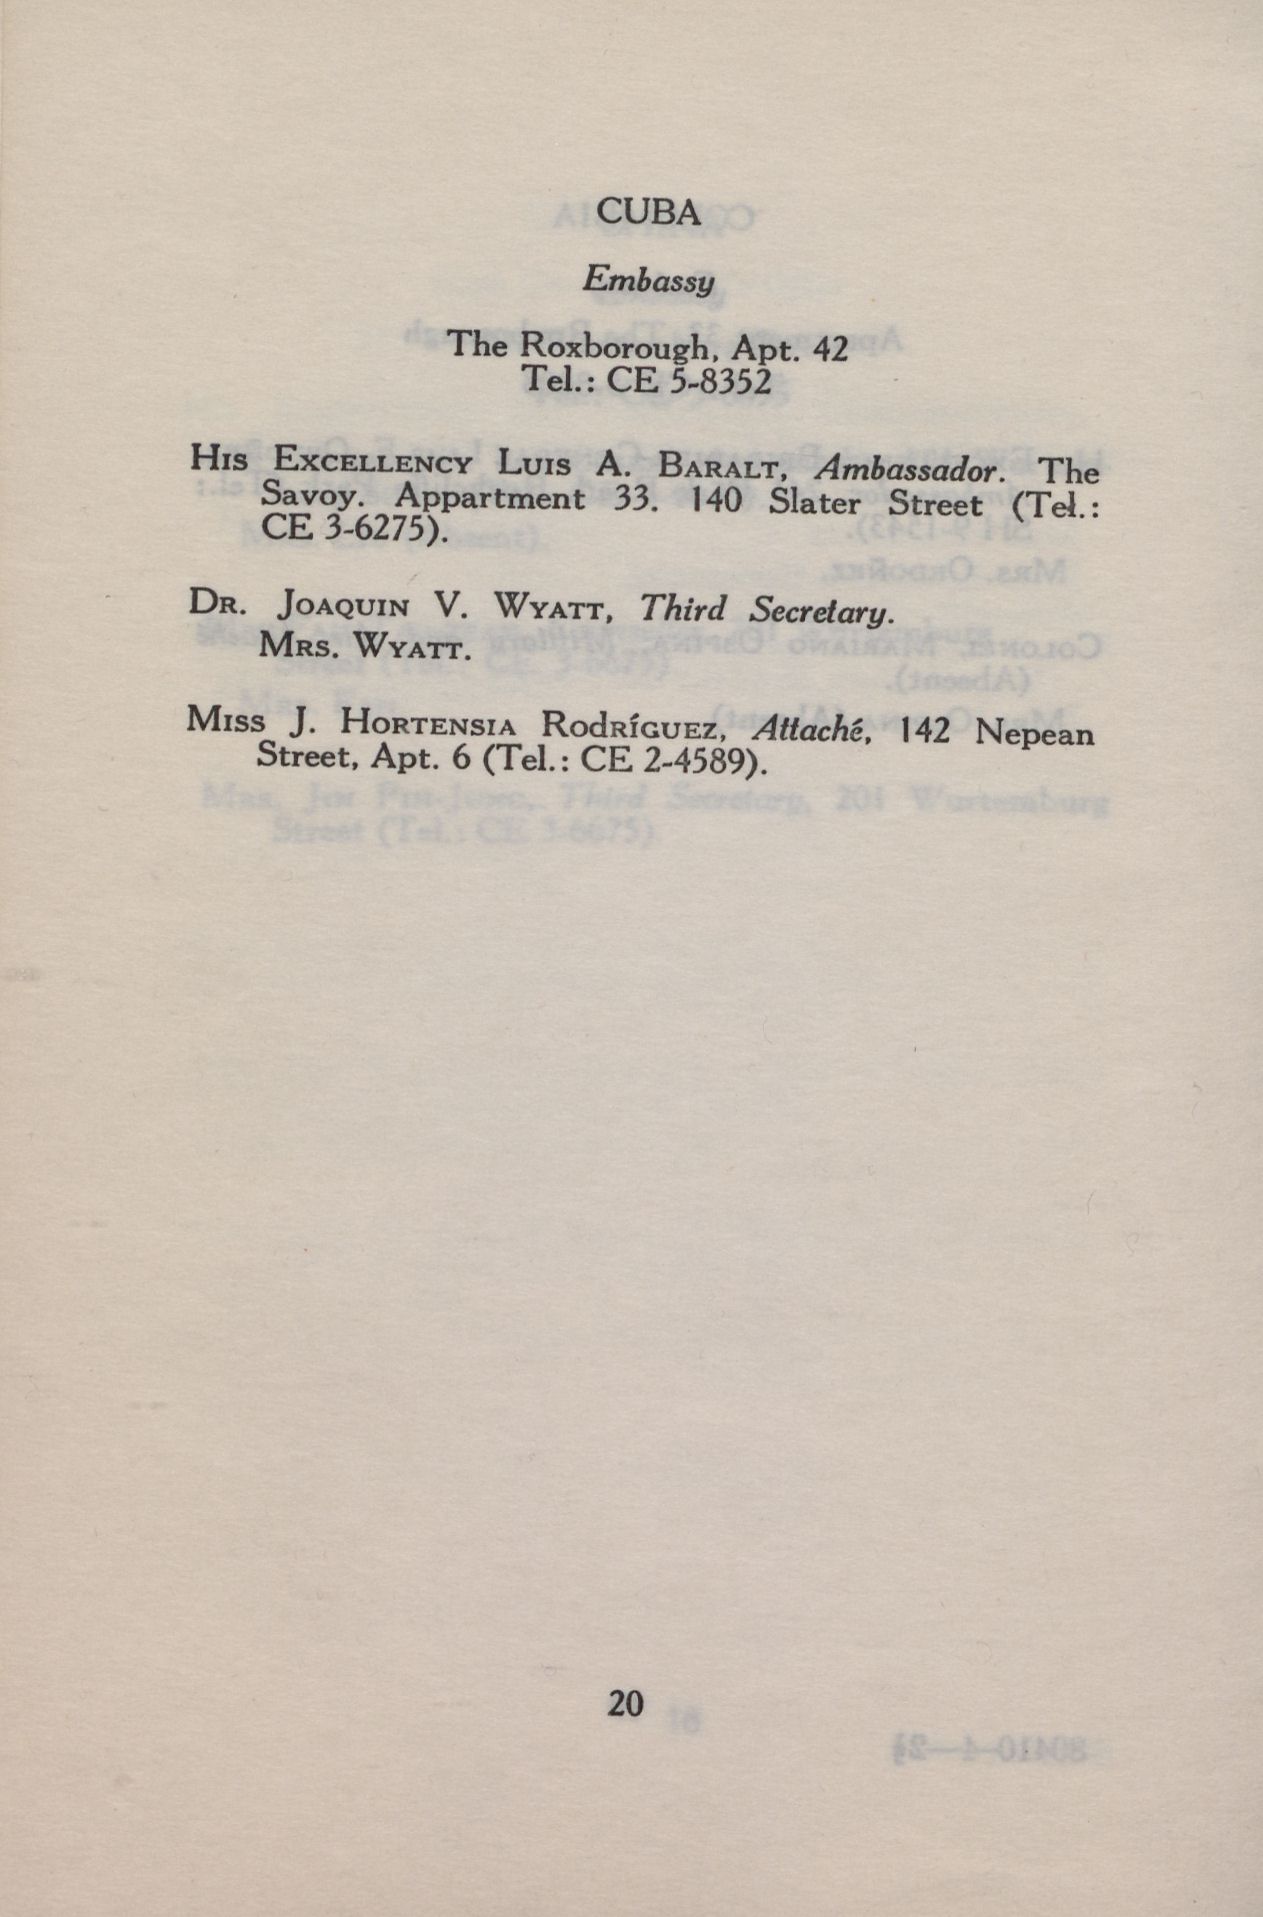 CUBA
Embassy
The Roxborough, Apt. 42
Tel.: CE 5-8352
His Excellency Luis A. Baralt, Ambassador. The
Savoy. Appartment 33. 140 Slater Street (Tel.:
CE 3-6275).
Dr. Joaquin V. Wyatt, Third Secretary.
Mrs. Wyatt.
Miss J. Hortensia Rodríguez, Attaché, 142 Nepean
Street, Apt. 6 (Tel.: CE 2-4589).
20